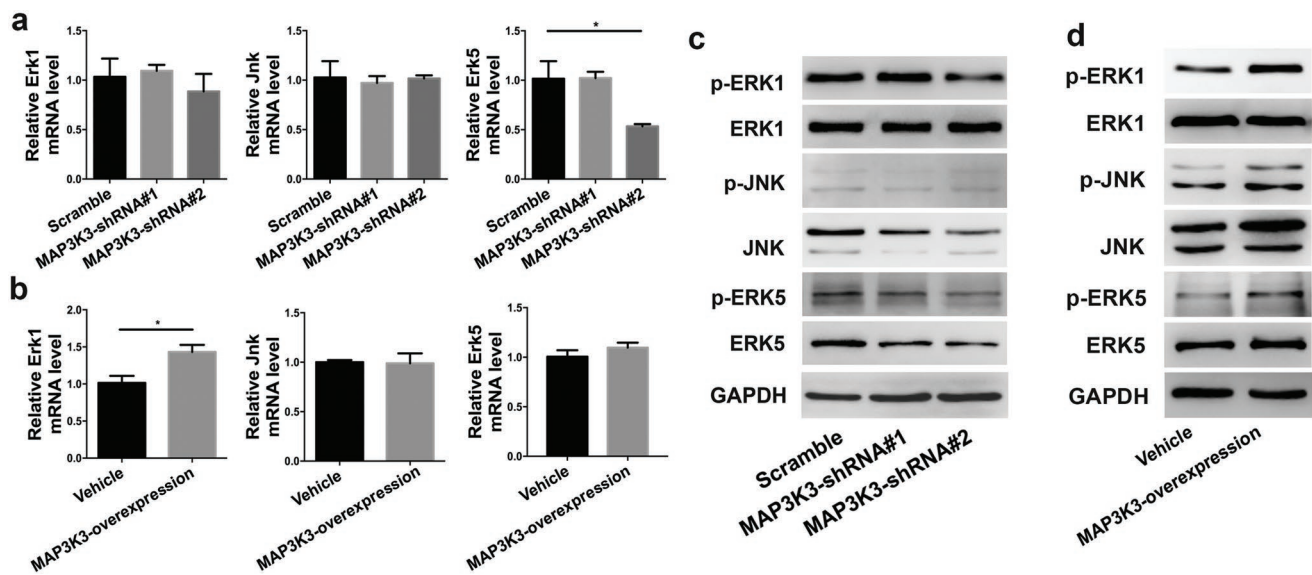 a
Relative Erk1
mRNA level
1.5
1.0
0.5
0.0
Scramble
MAP3K3-shRNA#1
MAP3K3-shRNA#2
Relative Jnk
mRNA level
1.5
1.0
0.5
0.0
Scramble
MAP3K3-shRNA#1
MAP3K3-shRNA#2
Relative Erk5
mRNA level
1.5
1.0
0.5
0.0
*
Scramble
MAP3K3-shRNA#1
MAP3K3-shRNA#2
b
Relative Erk1
mRNA level
2.0
1.5
1.0
0.5
0.0
*
Vehicle
MAP3K3-overexpression
Relative Jnk
mRNA level
1.5
1.0
0.5
0.0
Vehicle
MAP3K3-overexpression
Relative Erk5
mRNA level
1.5
1.0
0.5
0.0
Vehicle
MAP3K3-overexpression
c
p-ERK1
ERK1
p-JNK
JNK
p-ERK5
ERK5
GAPDH
Scramble
MAP3K3-shRNA#1
MAP3K3-shRNA#2
d
p-ERK1
ERK1
p-JNK
JNK
p-ERK5
ERK5
GAPDH
Vehicle
MAP3K3-overexpression